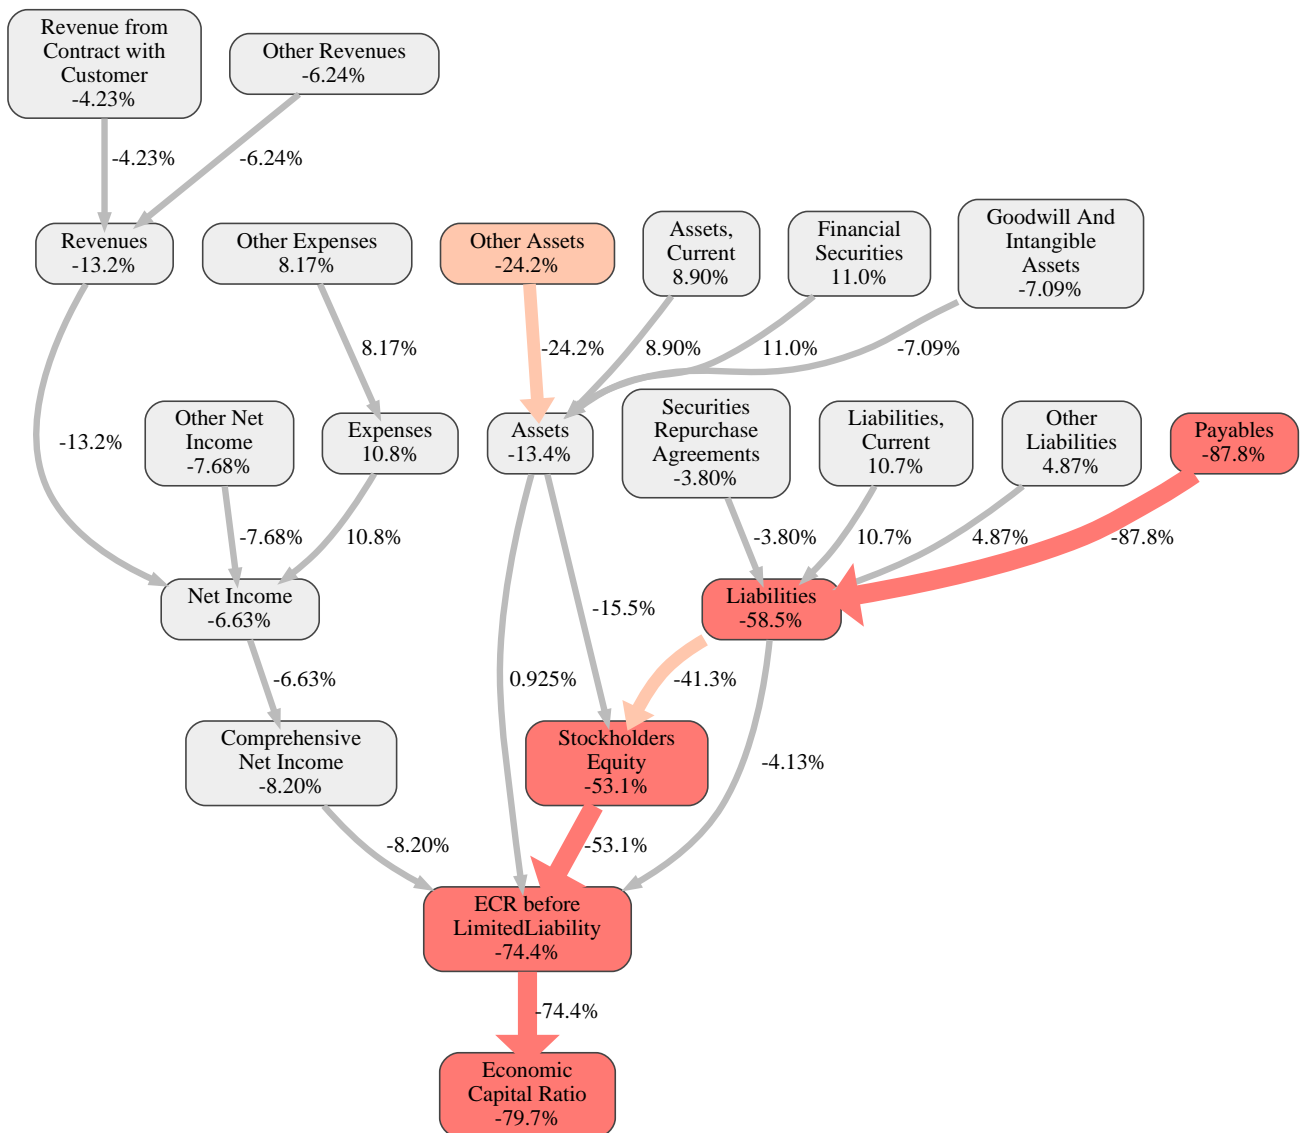 Revenue from
Contract with
Customer
-4.23%
Other Revenues
-6.24%
-4.23%
-6.24%
Revenues
-13.2%
Other Expenses
8.17%
Other Assets
-24.2%
Assets,
Current
8.90%
Financial
Securities
11.0%
Goodwill And
Intangible
Assets
-7.09%
8.17%
-24.2%
8.90%
11.0%
-7.09%
-13.2%
Other Net
Income
-7.68%
Expenses
10.8%
Assets
-13.4%
Securities
Repurchase
Agreements
-3.80%
Liabilities,
Current
10.7%
Other
Liabilities
4.87%
Payables
-87.8%
-7.68%
10.8%
-3.80%
10.7%
4.87%
-87.8%
Net Income
-6.63%
-15.5%
Liabilities
-58.5%
-6.63%
0.925%
-41.3%
Comprehensive
Net Income
-8.20%
Stockholders
Equity
-53.1%
-4.13%
-8.20%
-53.1%
ECR before
LimitedLiability
-74.4%
-74.4%
Economic
Capital Ratio
-79.7%